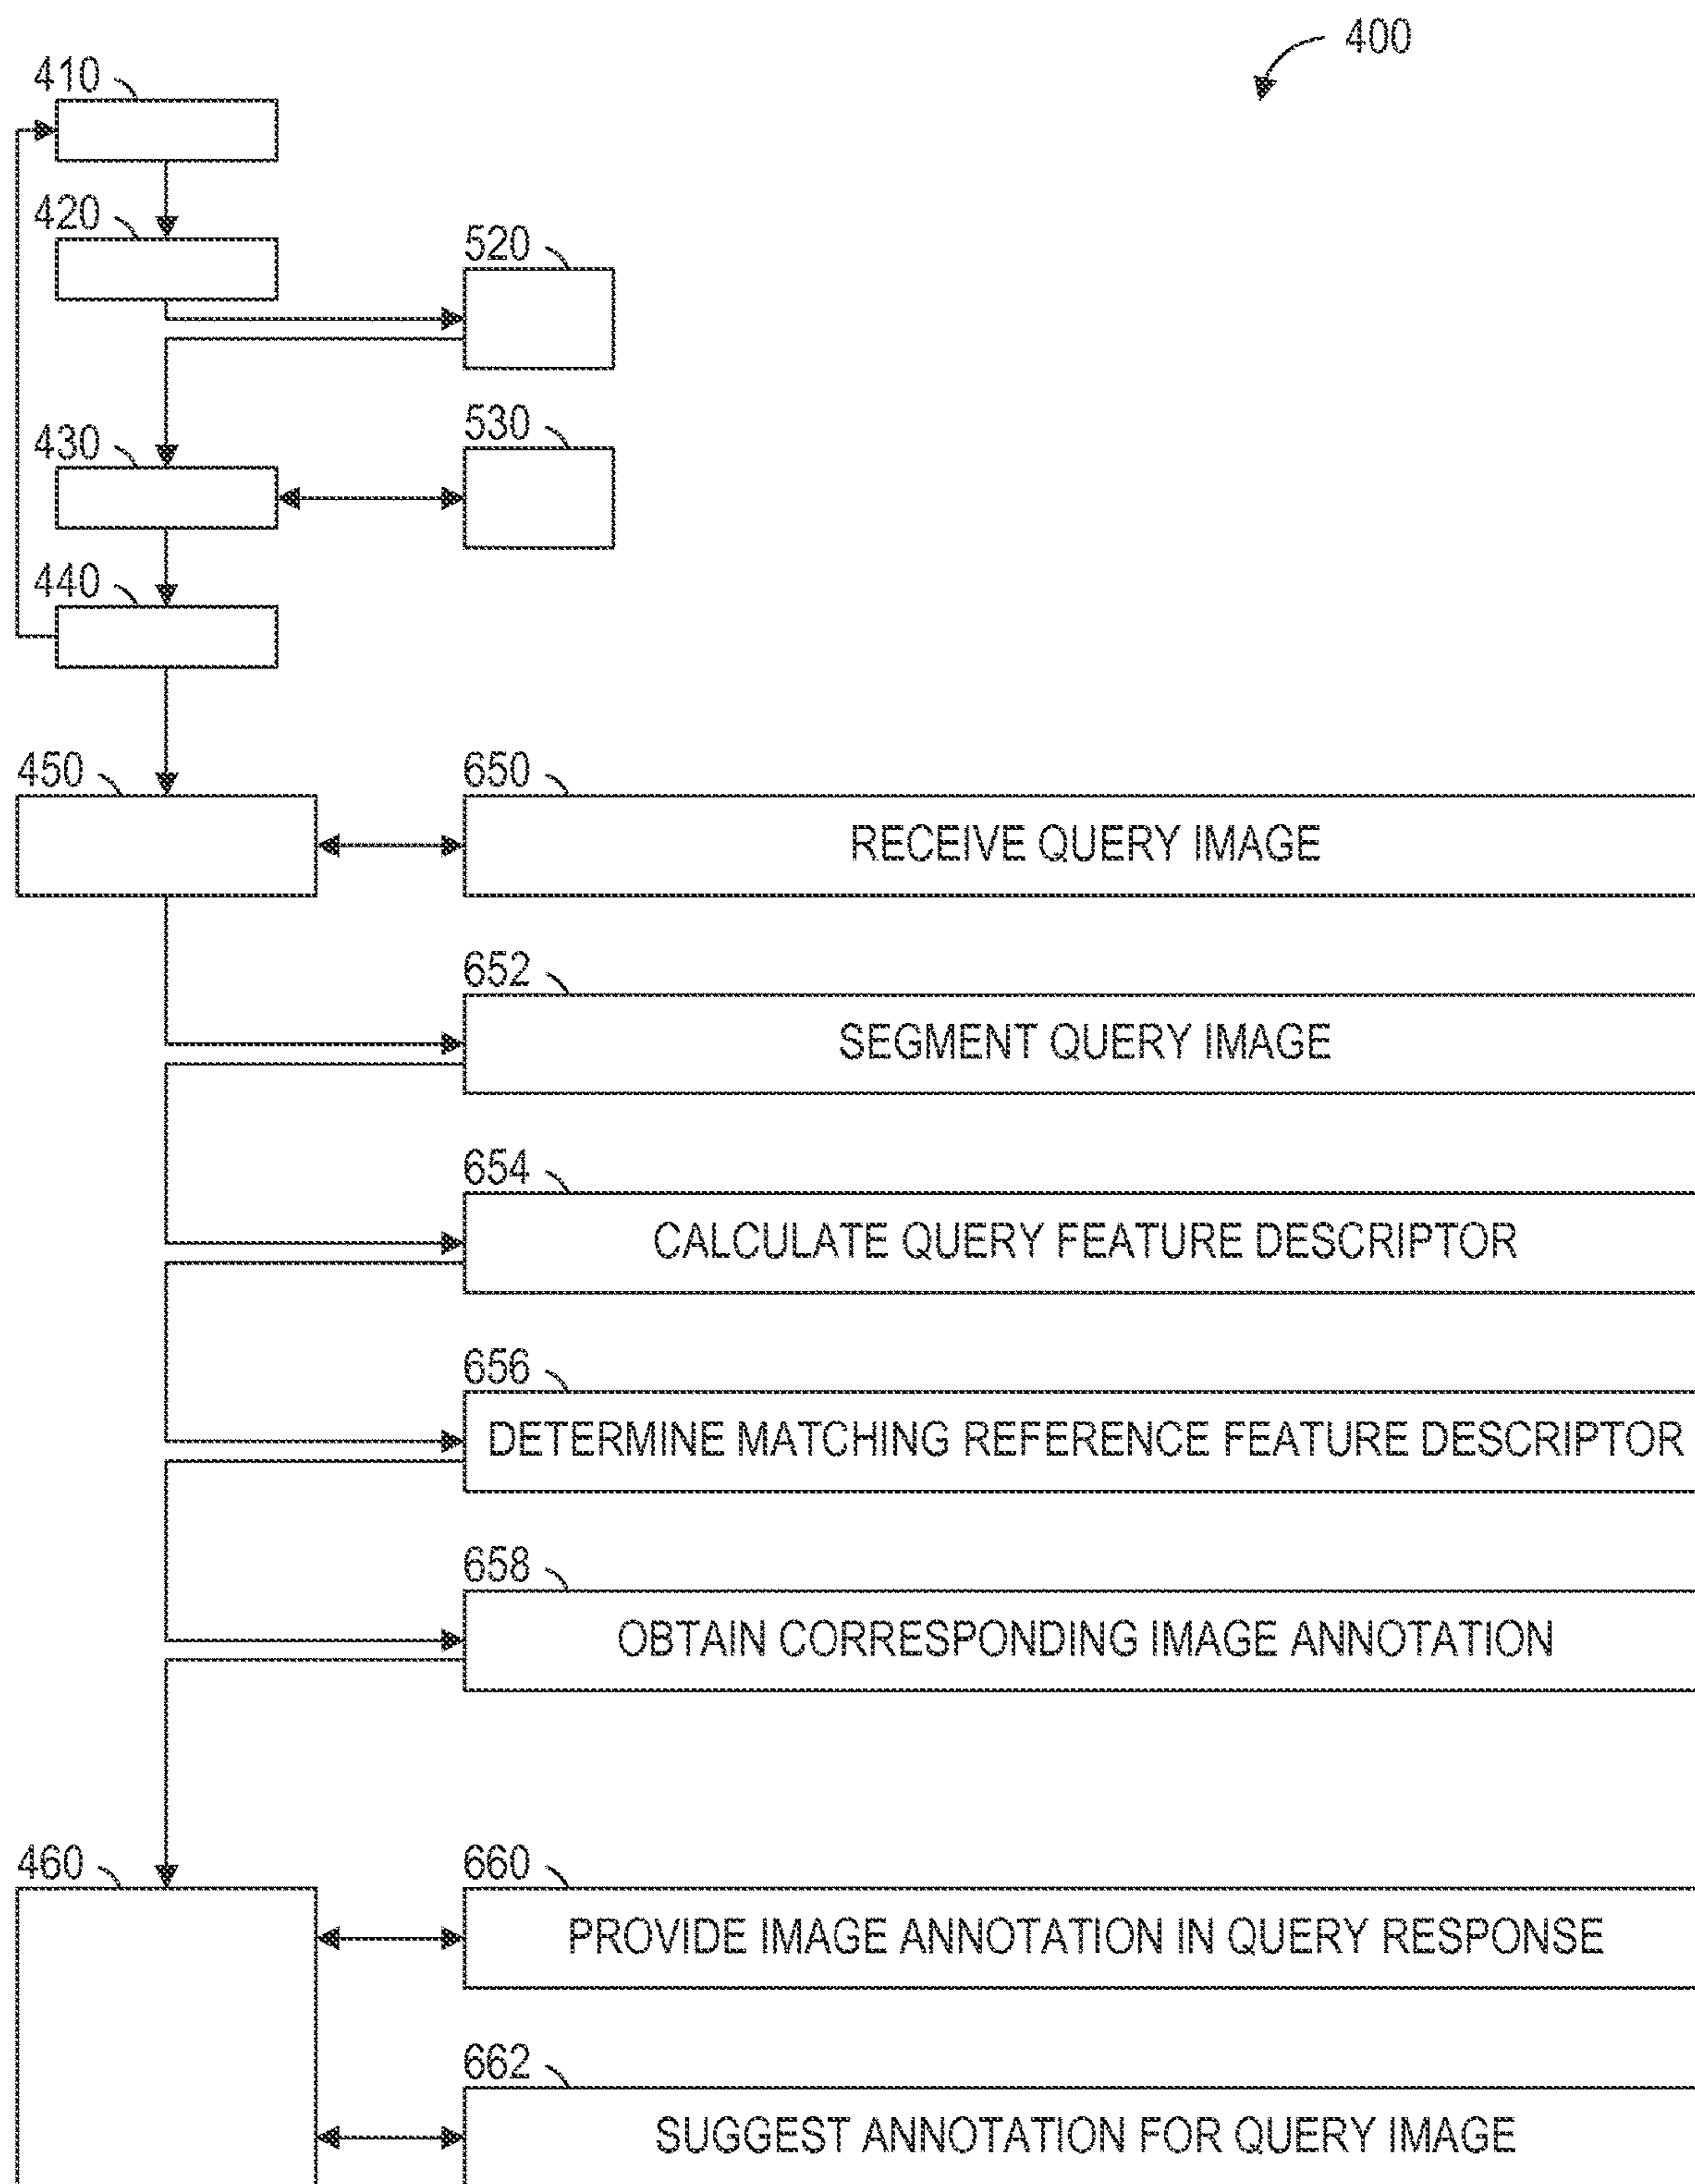 400
410
420
520
430
530
440
450
650
RECEIVE QUERY IMAGE
652
SEGMENT QUERY IMAGE
654
CALCULATE QUERY FEATURE DESCRIPTOR
656
DETERMINE MATCHING REFERENCE FEATURE DESCRIPTOR
658
OBTAIN CORRESPONDING IMAGE ANNOTATION
460
660
PROVIDE IMAGE ANNOTATION IN QUERY RESPONSE
662
SUGGEST ANNOTATION FOR QUERY IMAGE